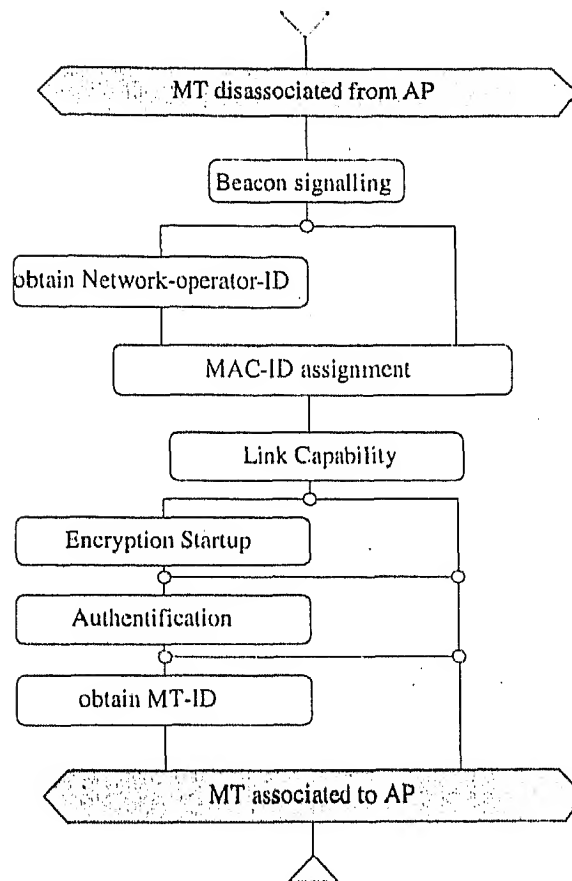 MT disassociated from AP
Beacon signalling
obtain Network-operator-ID
MAC-ID assignment
Link Capability
Encryption Startup
Authentification
obtain MT-ID
MT associated to AP